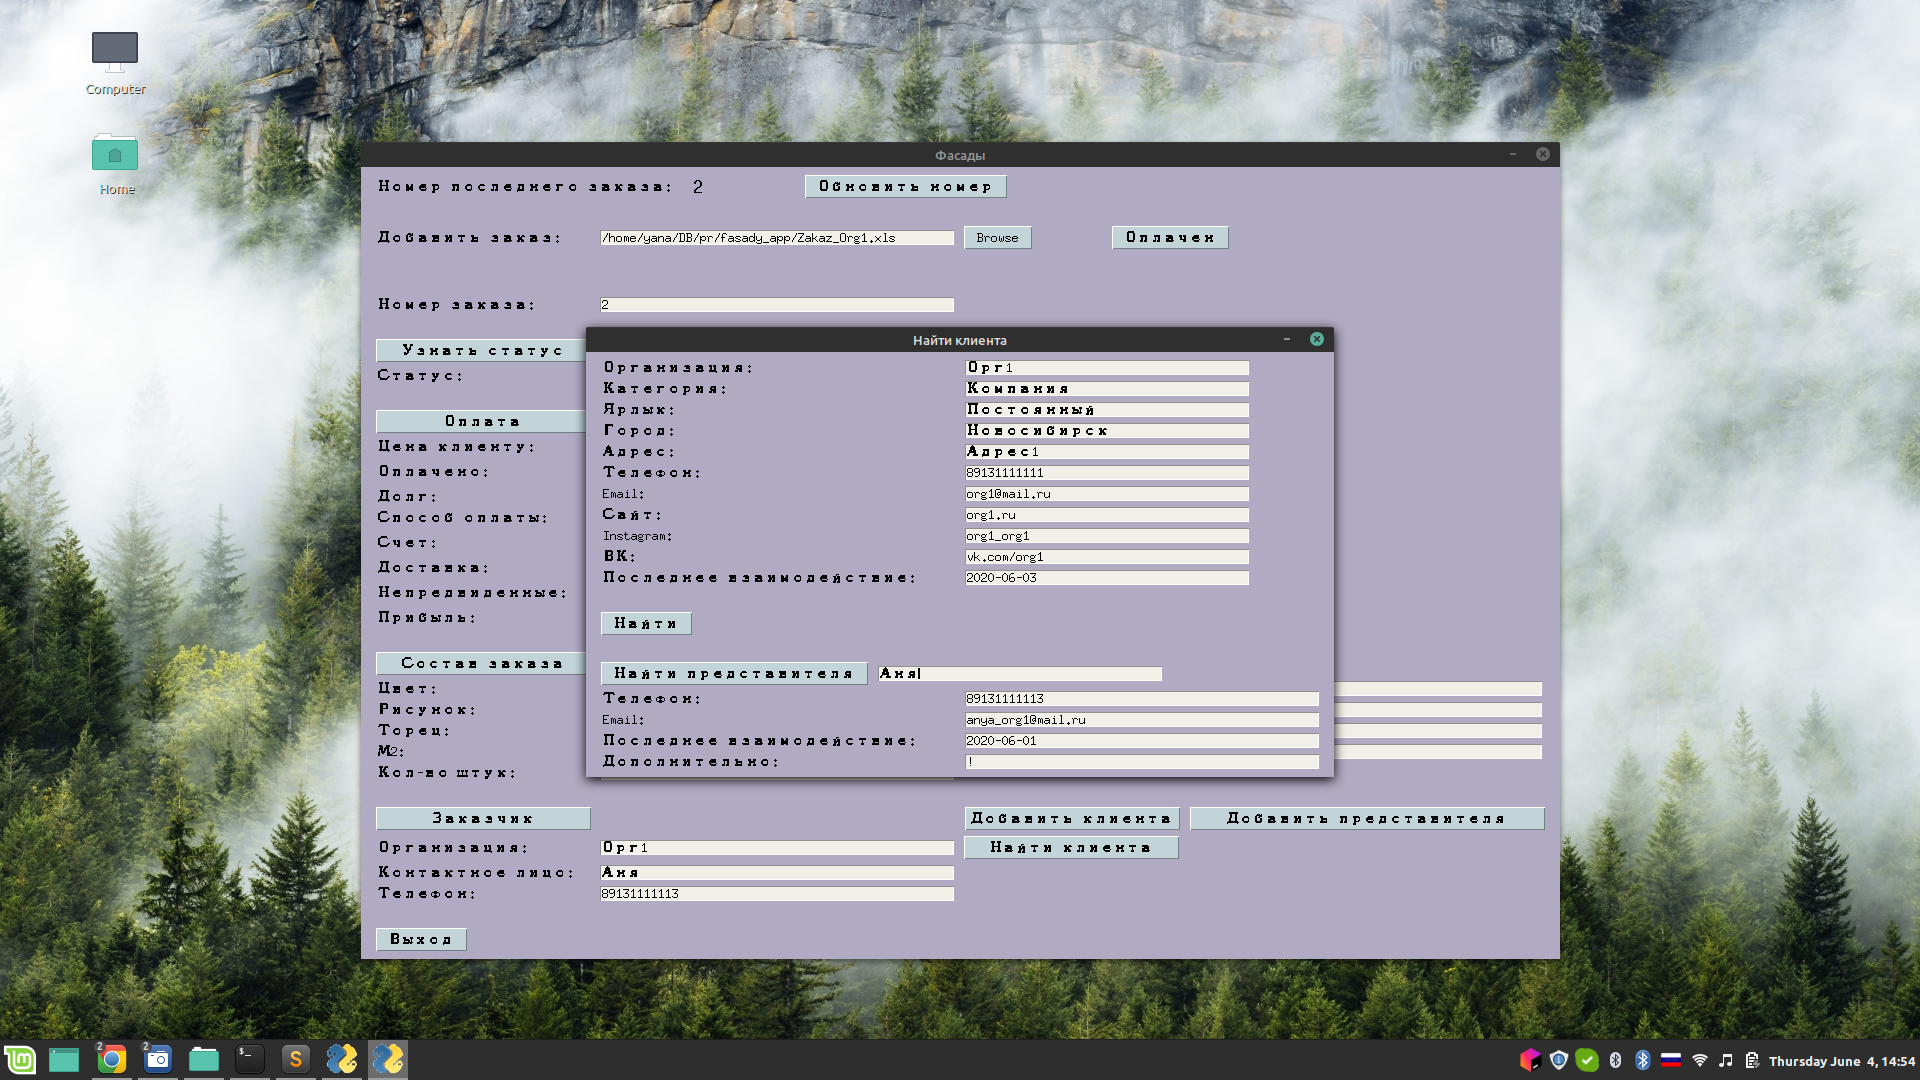 Computer
Home
Фасады
Номер последнего заказа: 2
Обновить номер
Добавить заказ:
/home/yana/DB/pr/fasady_app/Zakaz_Org1.xls
Browse
Оплачен
Номер заказа:
2
Узнать статус
Статус:
Оплата
Цена клиенту:
Оплачено:
Долг:
Способ оплаты:
Счет:
Доставка:
Непредвиденные:
Прибыль:
Состав заказа
Цвет:
Рисунок:
Торец:
М2:
Кол-во штук:
Найти клиента
Организация: Орг1
Категория: Компания
Ярлык: Постоянный
Город: Новосибирск
Адрес: Адрес1
Телефон: 89131111111
Email: org1@mail.ru
Сайт: org1.ru
Instagram: org1_org1
ВК: vk.com/org1
Последнее взаимодействие: 2020-06-03
Найти
Найти представителя Аня
Телефон: 89131111113
Email: anya_org1@mail.ru
Последнее взаимодействие: 2020-06-01
Дополнительно: !
Заказчик
Добавить клиента
Добавить представителя
Организация: Орг1
Найти клиента
Контактное лицо: Аня
Телефон: 89131111113
Выход
2
2
$_
S
Thursday June 4, 14:54